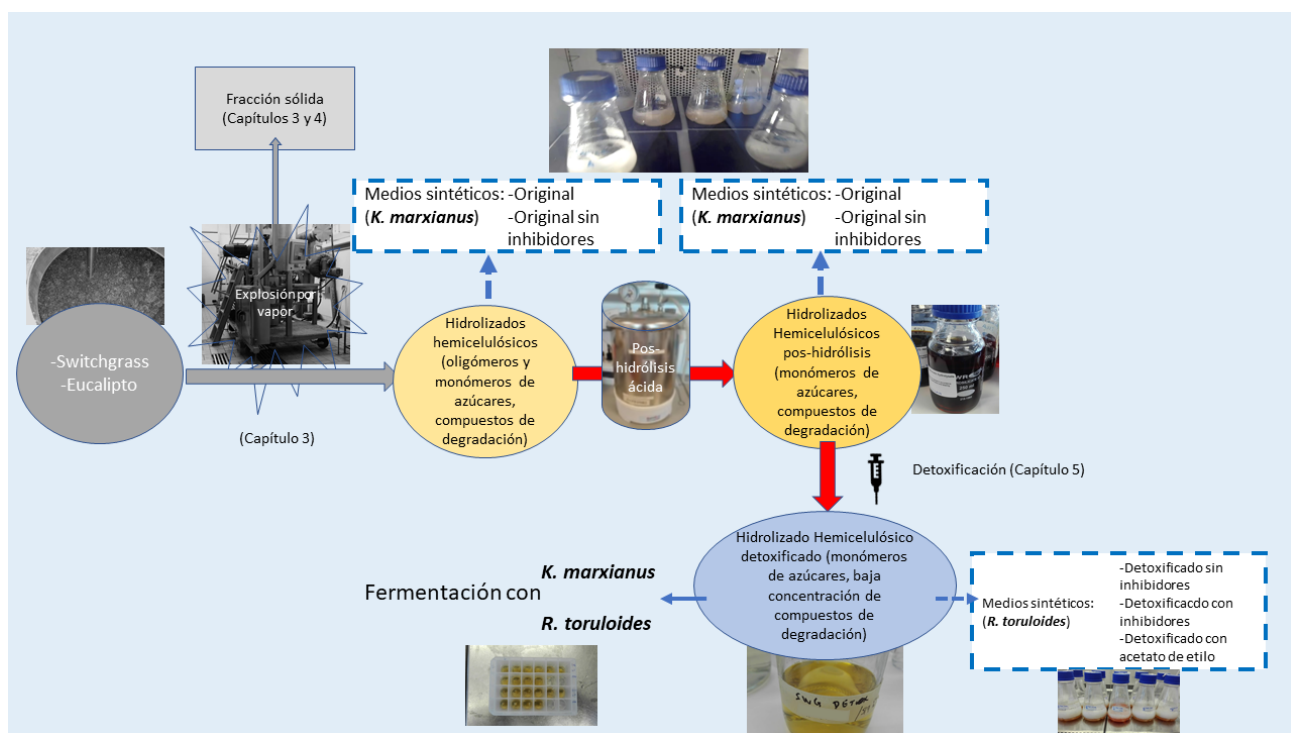 Fracción sólida
(Capítulos 3 y 4)
Medios sintéticos: -Original
(K. marxianus) -Original sin
inhibidores
Medios sintéticos: -Original
(K. marxianus) -Original sin
inhibidores
Explosión por
vapor
-Switchgrass
-Eucalipto
(Capítulo 3)
Hidrolizados
hemicelulósicos
(oligómeros y
monómeros de
azúcares,
compuestos de
degradación)
Pos-
hidrólisis
ácida
Hidrolizados
Hemicelulósicos
pos-hidrólisis
(monómeros de
azúcares,
compuestos de
degradación)
Detoxificación (Capítulo 5)
Hidrolizado Hemicelulósico
detoxificado (monómeros
de azúcares, baja
concentración de
compuestos de
degradación)
K. marxianus
Fermentación con
R. toruloides
Medios sintéticos:
(R. toruloides)
-Detoxificado sin
inhibidores
-Detoxificacdo con
inhibidores
-Detoxificado con
acetato de etilo
SWG DETOX